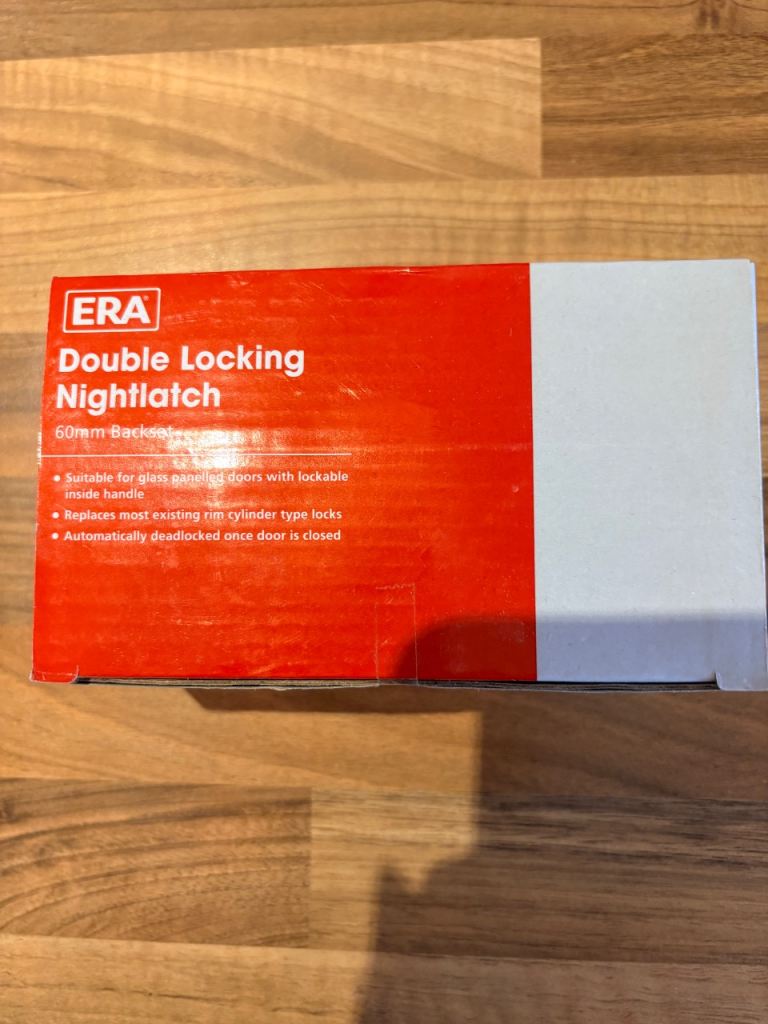 ERA
Double Locking
Nightlatch
60mm Backset
• Suitable for glass panelled doors with lockable
inside handle
• Replaces most existing rim cylinder type locks
• Automatically deadlocked once door is closed